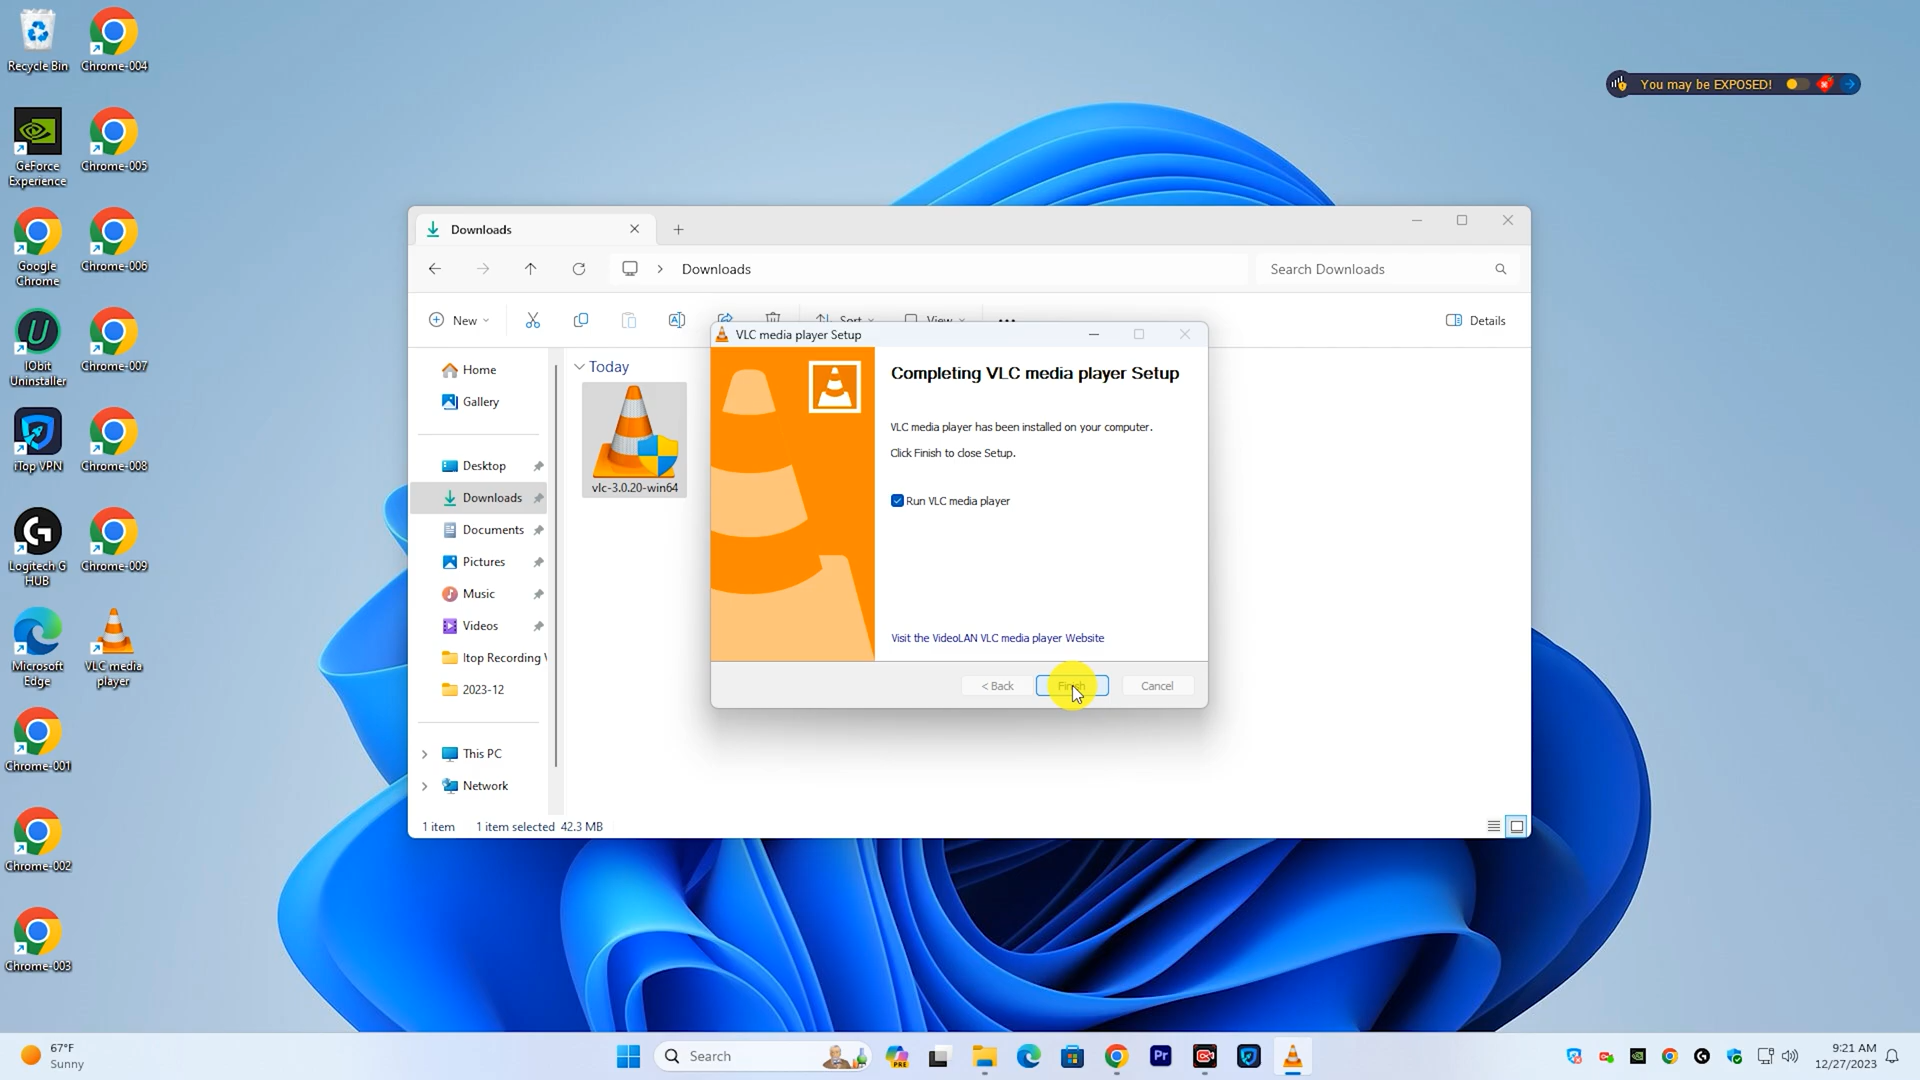 Recycle Bin
Chrome-004
GeForce
Experience
Chrome-005
Google
Chrome
Chrome-006
IObit
Uninstaller
Chrome-007
iTop VPN
Chrome-008
Logitech G
HUB
Chrome-009
Microsoft
Edge
VLC media
player
Chrome-001
Chrome-002
Chrome-003
You may be EXPOSED!
Downloads
Downloads
Search Downloads
New
Sort
View
Details
Home
Gallery
Desktop
Downloads
Documents
Pictures
Music
Videos
Itop Recording
2023-12
This PC
Network
Today
vlc-3.0.20-win64
1 item
1 item selected 42.3 MB
VLC media player Setup
Completing VLC media player Setup
VLC media player has been installed on your computer.
Click Finish to close Setup.
Run VLC media player
Visit the VideoLAN VLC media player Website
< Back
Finish
Cancel
67°F
Sunny
Search
PRE
Pr
9:21 AM
12/27/2023